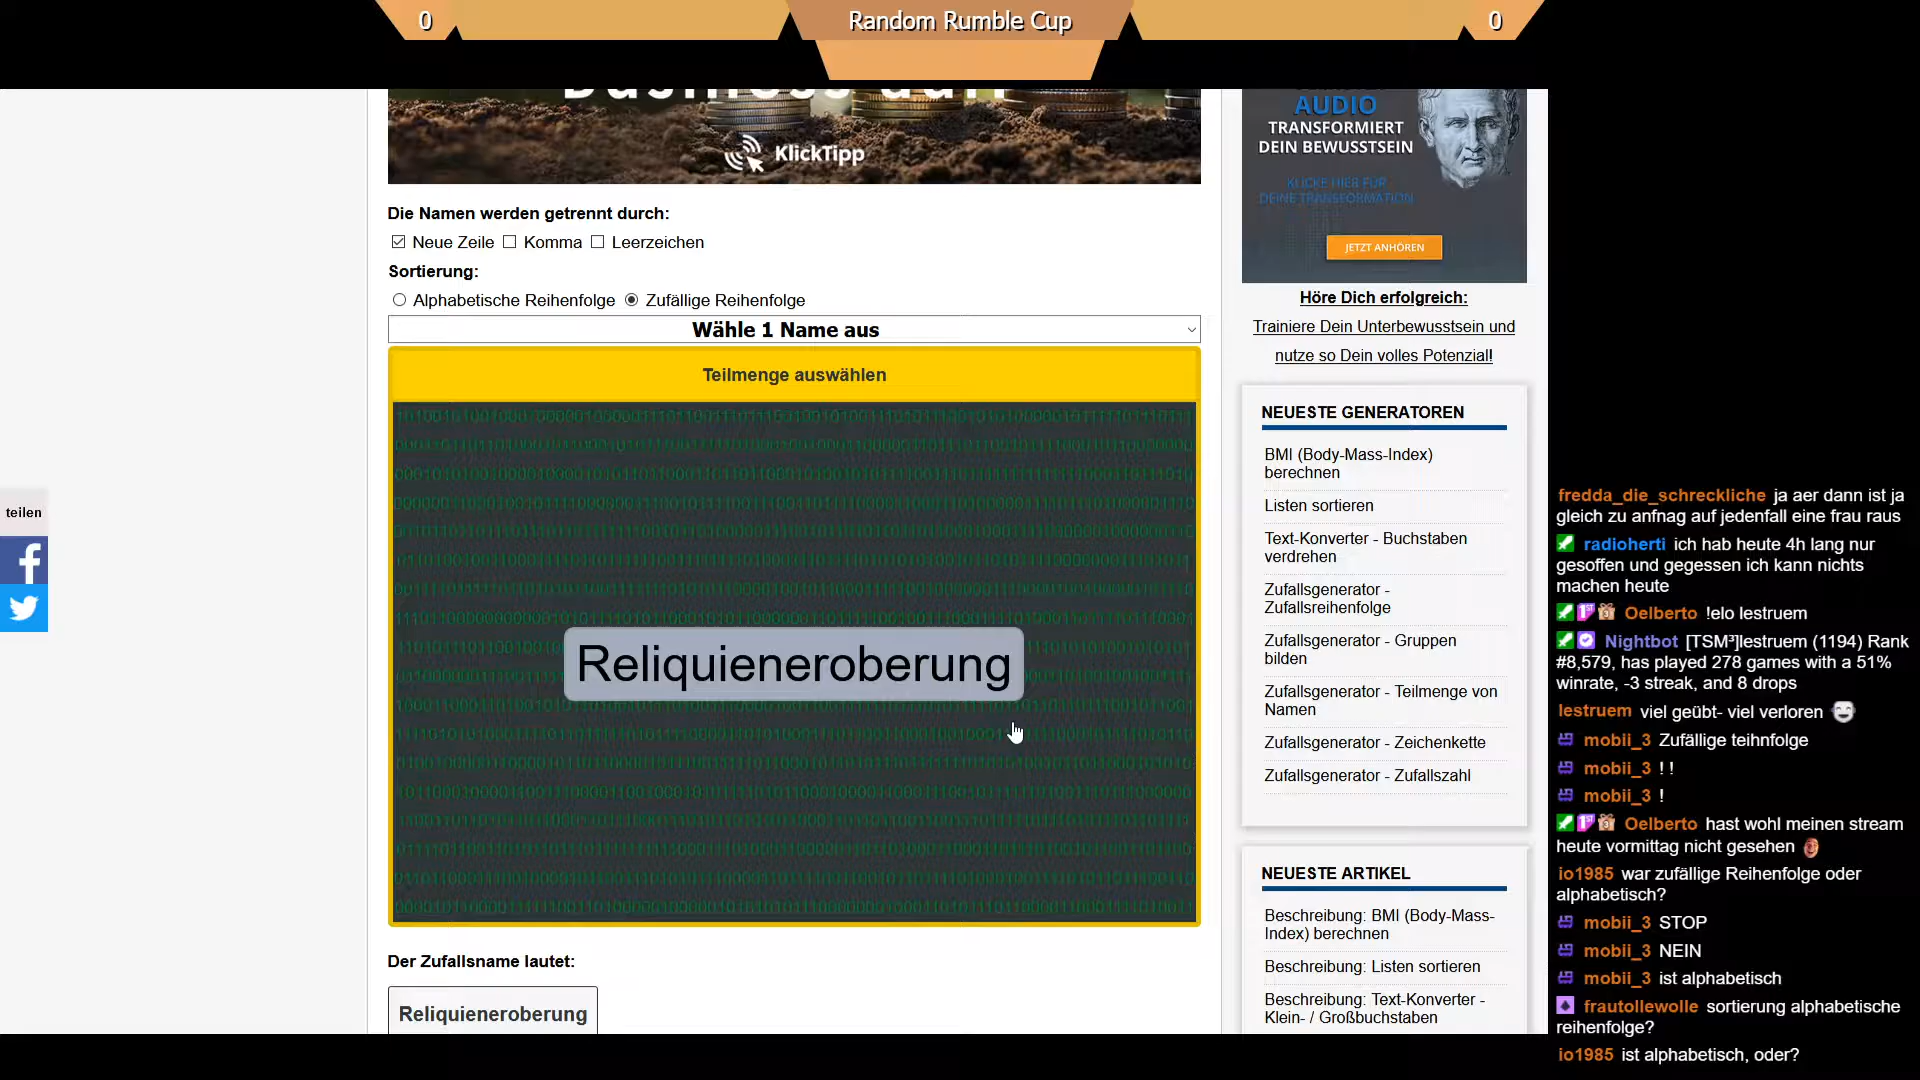 0
Random Rumble Cup
0
KlickTipp
AUDIO
TRANSFORMIERT
DEIN BEWUSSTSEIN
KLICKE HIER FÜR
DEINE TRANSFORMATION
JETZT ANHÖREN
Höre Dich erfolgreich:
Trainiere Dein Unterbewusstsein und
nutze so Dein volles Potenzial!
Die Namen werden getrennt durch:
Neue Zeile
Komma
Leerzeichen
Sortierung:
Alphabetische Reihenfolge
Zufällige Reihenfolge
Wähle 1 Name aus
Teilmenge auswählen
Reliquieneroberung
Der Zufallsname lautet:
Reliquieneroberung
teilen
NEUESTE GENERATOREN
BMI (Body-Mass-Index)
berechnen
Listen sortieren
Text-Konverter - Buchstaben
verdrehen
Zufallsgenerator -
Zufallsreihenfolge
Zufallsgenerator - Gruppen
bilden
Zufallsgenerator - Teilmenge von
Namen
Zufallsgenerator - Zeichenkette
Zufallsgenerator - Zufallszahl
NEUESTE ARTIKEL
Beschreibung: BMI (Body-Mass-
Index) berechnen
Beschreibung: Listen sortieren
Beschreibung: Text-Konverter -
Klein- / Großbuchstaben
fredda_die_schreckliche ja aer dann ist ja
gleich zu anfnag auf jedenfall eine frau raus
radioherti ich hab heute 4h lang nur
gesoffen und gegessen ich kann nichts
machen heute
Oelberto !elo lestruem
Nightbot [TSM³]lestruem (1194) Rank
#8,579, has played 278 games with a 51%
winrate, -3 streak, and 8 drops
lestruem viel geübt- viel verloren
mobii_3 Zufällige teihnfolge
mobii_3 ! !
mobii_3 !
Oelberto hast wohl meinen stream
heute vormittag nicht gesehen
io1985 war zufällige Reihenfolge oder
alphabetisch?
mobii_3 STOP
mobii_3 NEIN
mobii_3 ist alphabetisch
frautollewolle sortierung alphabetische
reihenfolge?
io1985 ist alphabetisch, oder?